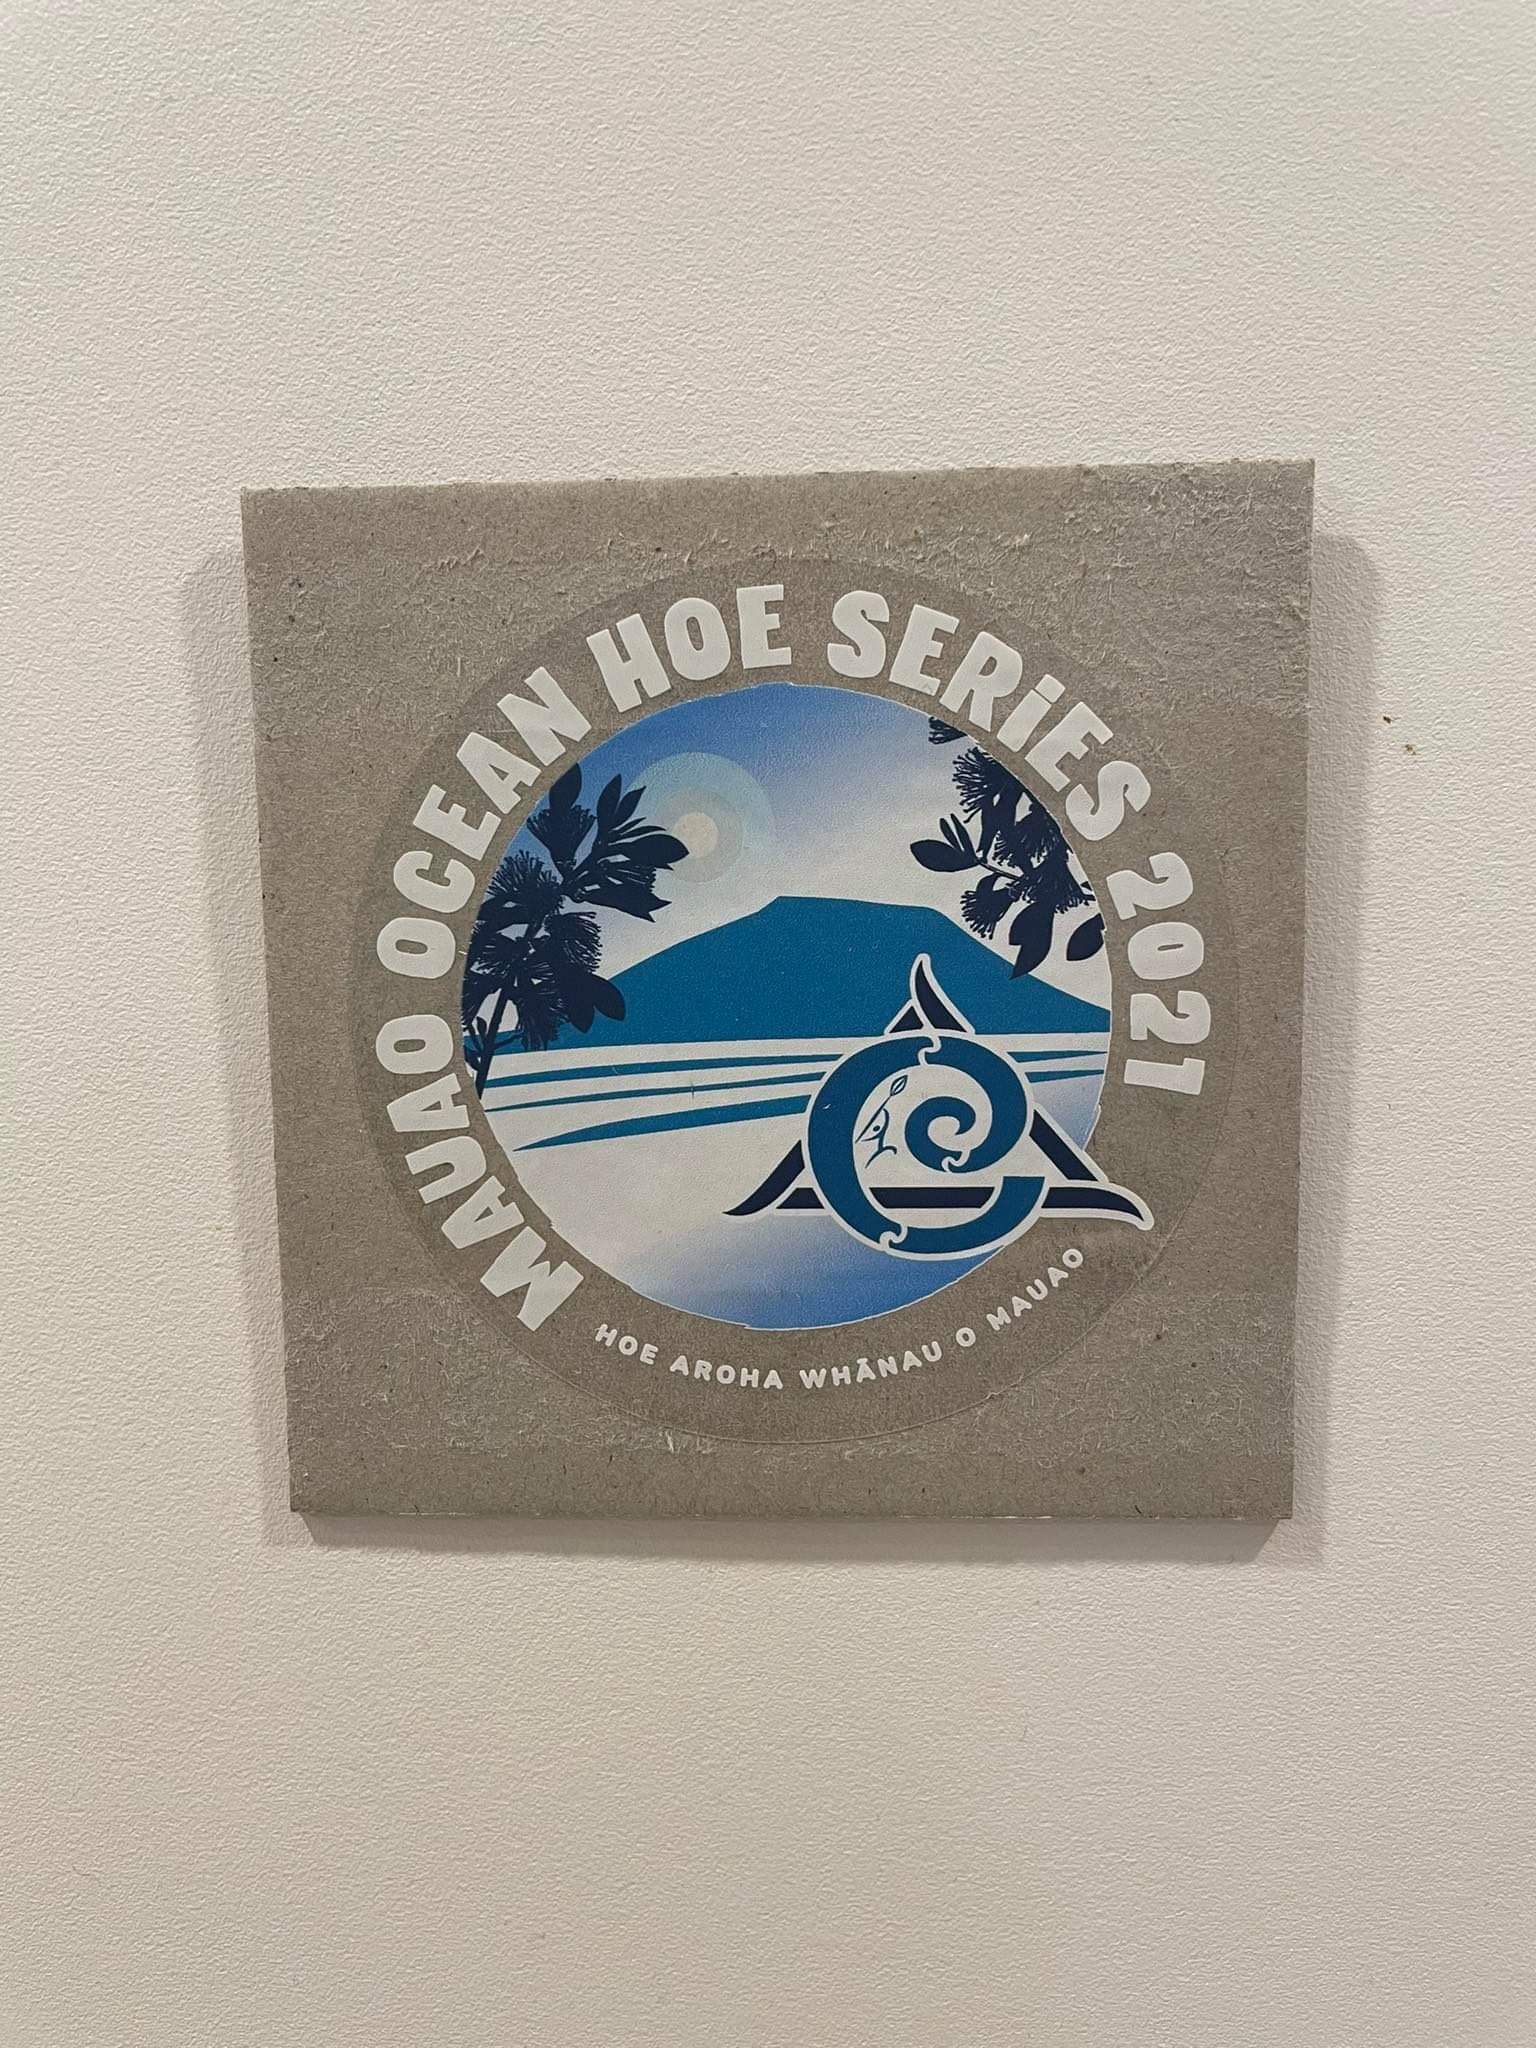 MAUAO OCEAN HOE SERiES 2021
HOE AROHA WHĀNAU O MAUAO